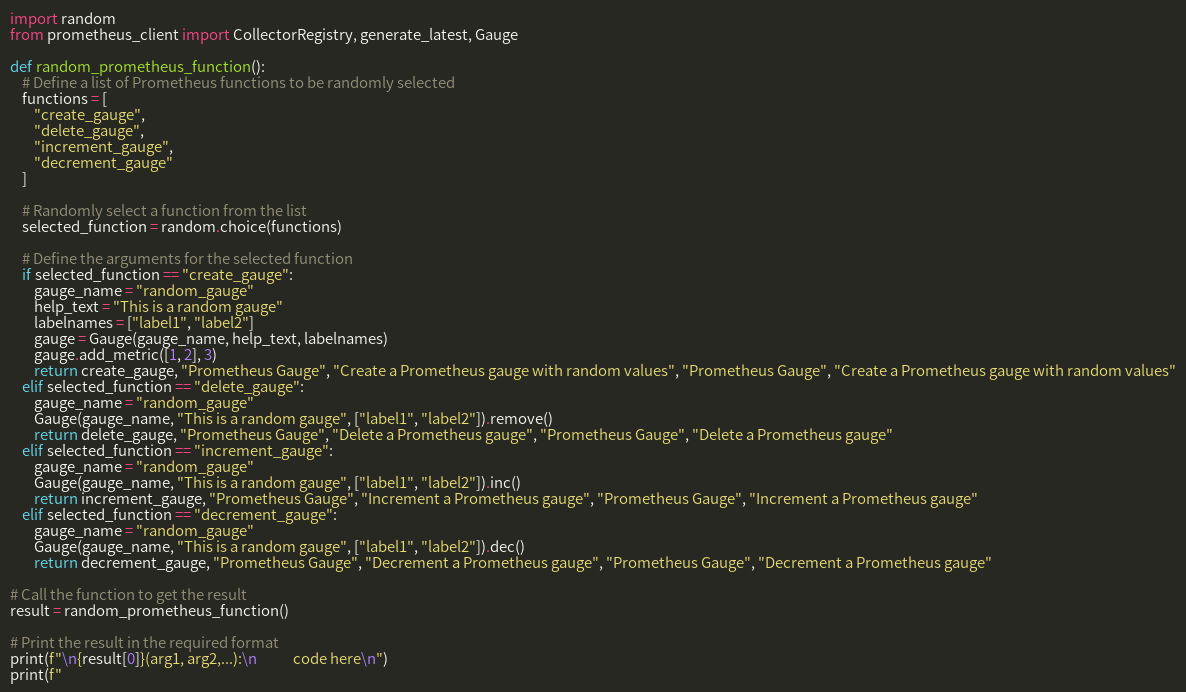 import random
from prometheus_client import CollectorRegistry, generate_latest, Gauge

def random_prometheus_function():
    # Define a list of Prometheus functions to be randomly selected
    functions = [
        "create_gauge",
        "delete_gauge",
        "increment_gauge",
        "decrement_gauge"
    ]

    # Randomly select a function from the list
    selected_function = random.choice(functions)

    # Define the arguments for the selected function
    if selected_function == "create_gauge":
        gauge_name = "random_gauge"
        help_text = "This is a random gauge"
        labelnames = ["label1", "label2"]
        gauge = Gauge(gauge_name, help_text, labelnames)
        gauge.add_metric([1, 2], 3)
        return create_gauge, "Prometheus Gauge", "Create a Prometheus gauge with random values", "Prometheus Gauge", "Create a Prometheus gauge with random values"
    elif selected_function == "delete_gauge":
        gauge_name = "random_gauge"
        Gauge(gauge_name, "This is a random gauge", ["label1", "label2"]).remove()
        return delete_gauge, "Prometheus Gauge", "Delete a Prometheus gauge", "Prometheus Gauge", "Delete a Prometheus gauge"
    elif selected_function == "increment_gauge":
        gauge_name = "random_gauge"
        Gauge(gauge_name, "This is a random gauge", ["label1", "label2"]).inc()
        return increment_gauge, "Prometheus Gauge", "Increment a Prometheus gauge", "Prometheus Gauge", "Increment a Prometheus gauge"
    elif selected_function == "decrement_gauge":
        gauge_name = "random_gauge"
        Gauge(gauge_name, "This is a random gauge", ["label1", "label2"]).dec()
        return decrement_gauge, "Prometheus Gauge", "Decrement a Prometheus gauge", "Prometheus Gauge", "Decrement a Prometheus gauge"

# Call the function to get the result
result = random_prometheus_function()

# Print the result in the required format
print(f"\n{result[0]}(arg1, arg2,...):\n         code here\n")
print(f"